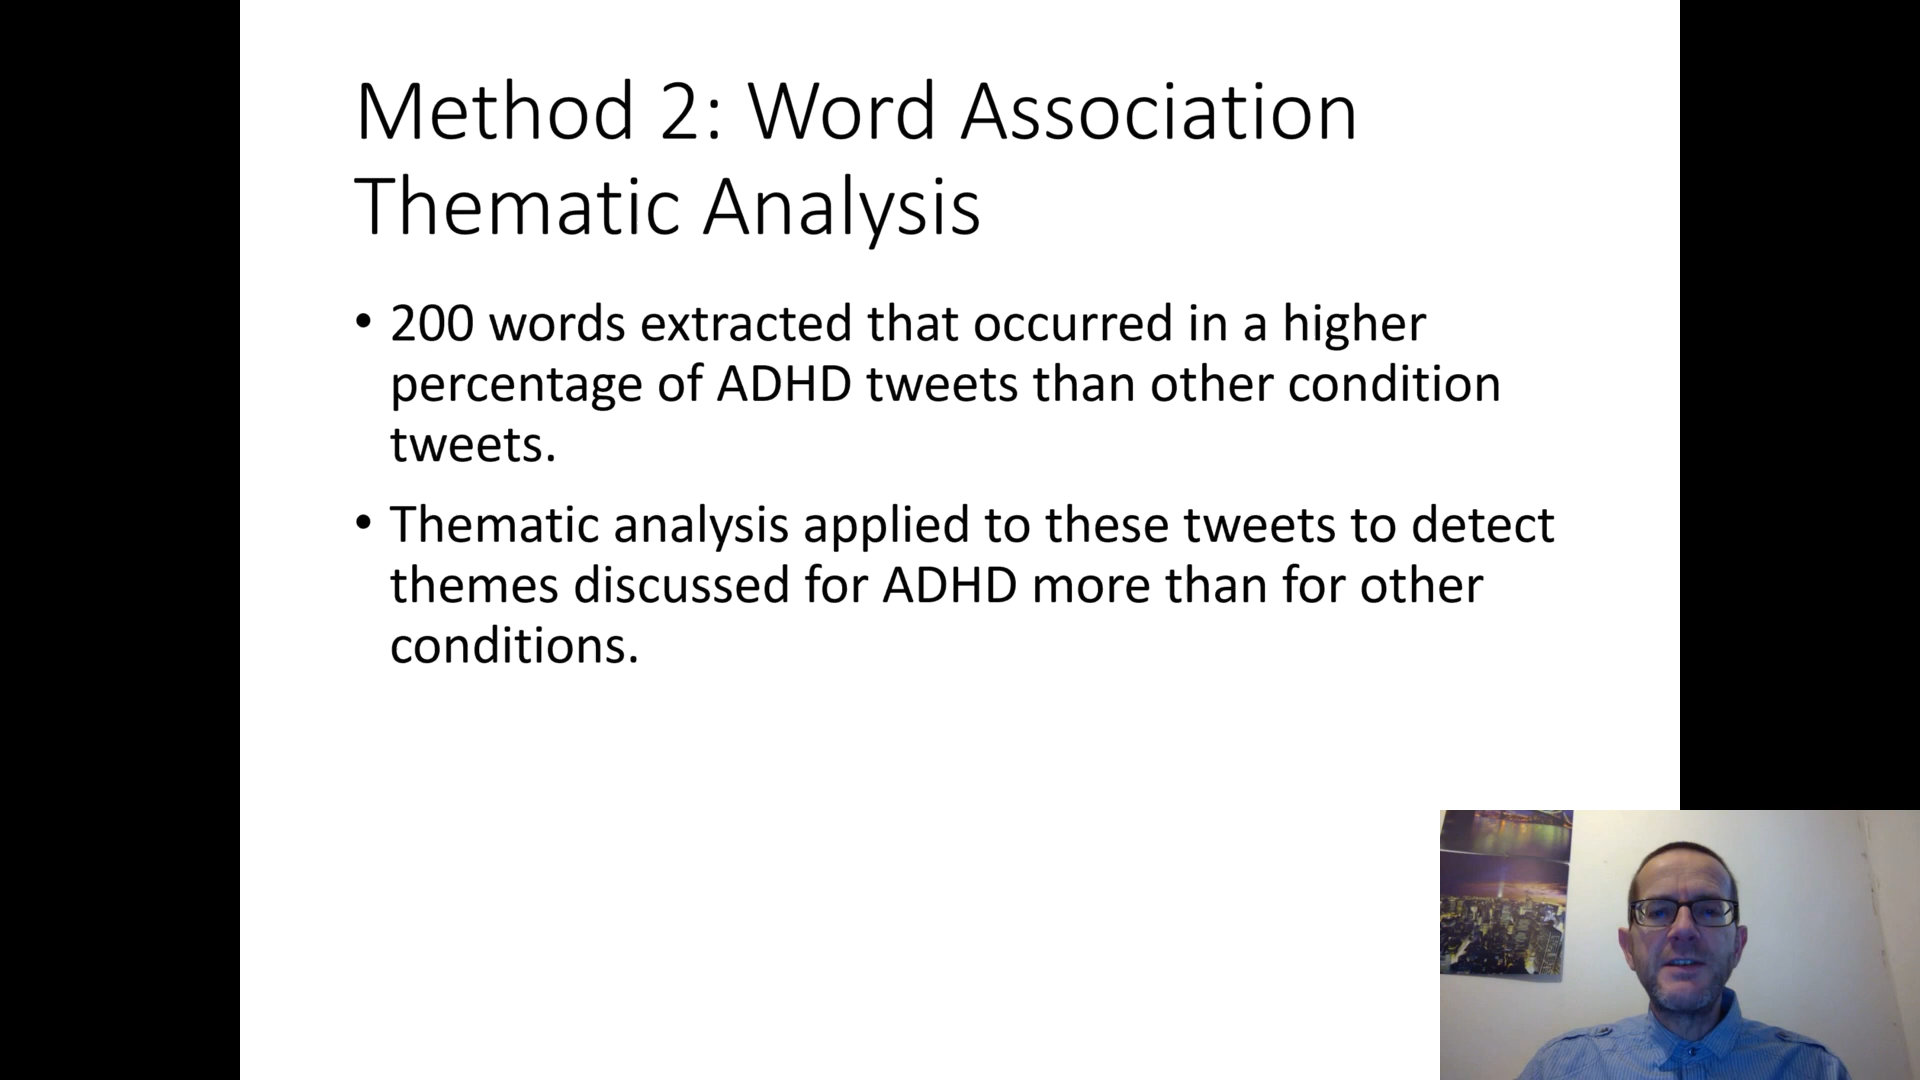 Method 2: Word Association
Thematic Analysis
• 200 words extracted that occurred in a higher
percentage of ADHD tweets than other condition
tweets.
• Thematic analysis applied to these tweets to detect
themes discussed for ADHD more than for other
conditions.